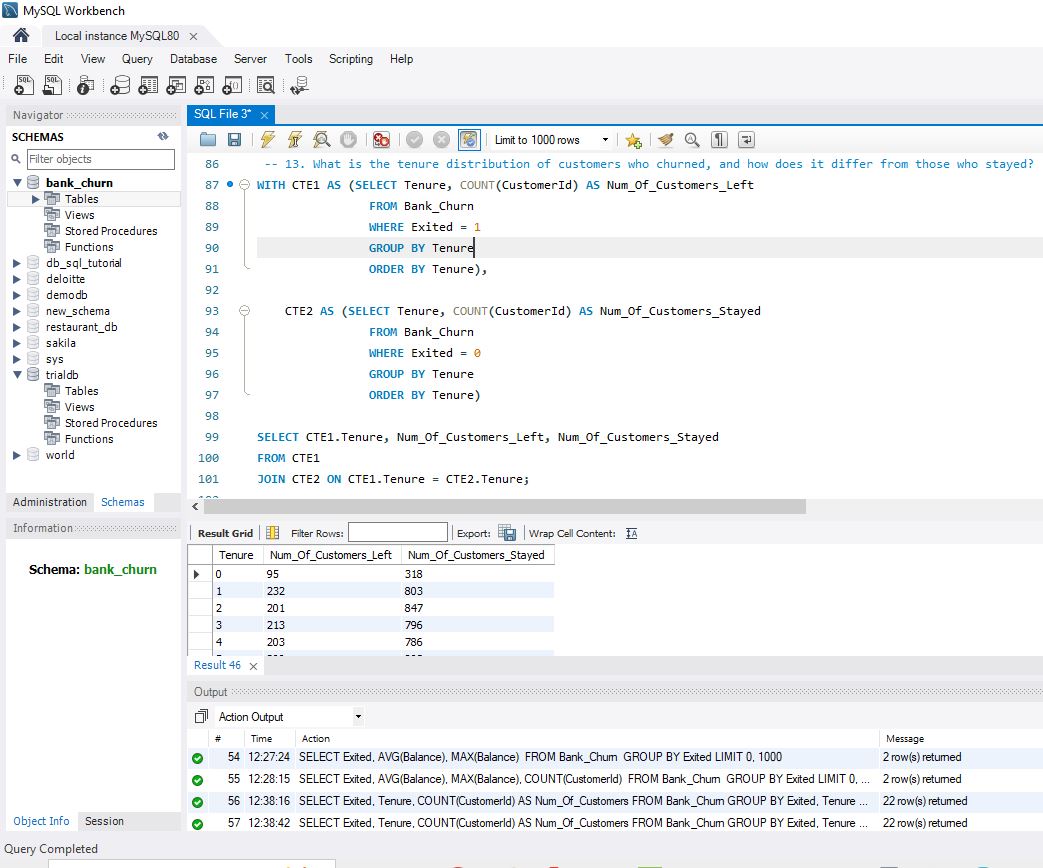 MySQL Workbench
Local instance MySQL80
File Edit View Query Database Server Tools Scripting Help
Navigator
SCHEMAS
Filter objects
bank_churn
Tables
Views
Stored Procedures
Functions
db_sql_tutorial
deloitte
demodb
new_schema
restaurant_db
sakila
sys
trialdb
Tables
Views
Stored Procedures
Functions
world
Administration Schemas
Information
Schema: bank_churn
Object Info Session
SQL File 3*
Limit to 1000 rows
86 -- 13. What is the tenure distribution of customers who churned, and how does it differ from those who stayed?
87 WITH CTE1 AS (SELECT Tenure, COUNT(CustomerId) AS Num_Of_Customers_Left
88 FROM Bank_Churn
89 WHERE Exited = 1
90 GROUP BY Tenure
91 ORDER BY Tenure),
92
93 CTE2 AS (SELECT Tenure, COUNT(CustomerId) AS Num_Of_Customers_Stayed
94 FROM Bank_Churn
95 WHERE Exited = 0
96 GROUP BY Tenure
97 ORDER BY Tenure)
98
99 SELECT CTE1.Tenure, Num_Of_Customers_Left, Num_Of_Customers_Stayed
100 FROM CTE1
101 JOIN CTE2 ON CTE1.Tenure = CTE2.Tenure;
Result Grid Filter Rows: Export: Wrap Cell Content:
Tenure Num_Of_Customers_Left Num_Of_Customers_Stayed
0 95 318
1 232 803
2 201 847
3 213 796
4 203 786
Result 46
Output
Action Output
# Time Action Message
54 12:27:24 SELECT Exited, AVG(Balance), MAX(Balance) FROM Bank_Churn GROUP BY Exited LIMIT 0, 1000 2 row(s) returned
55 12:28:15 SELECT Exited, AVG(Balance), MAX(Balance), COUNT(CustomerId) FROM Bank_Churn GROUP BY Exited LIMIT 0, ... 2 row(s) returned
56 12:38:16 SELECT Exited, Tenure, COUNT(CustomerId) AS Num_Of_Customers FROM Bank_Churn GROUP BY Exited, Tenure ... 22 row(s) returned
57 12:38:42 SELECT Exited, Tenure, COUNT(CustomerId) AS Num_Of_Customers FROM Bank_Churn GROUP BY Exited, Tenure ... 22 row(s) returned
Query Completed